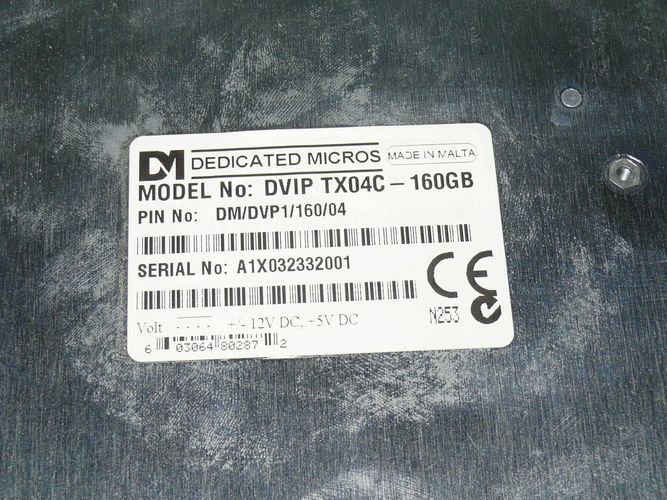 DM DEDICATED MICROS MADE IN MALTA
MODEL No: DVIP TX04C – 160GB
PIN No: DM/DVP1/160/04
SERIAL No: A1X032332001
CE
N253
Volt ---- +/- 12V DC, +5V DC
6 03064 80287 2